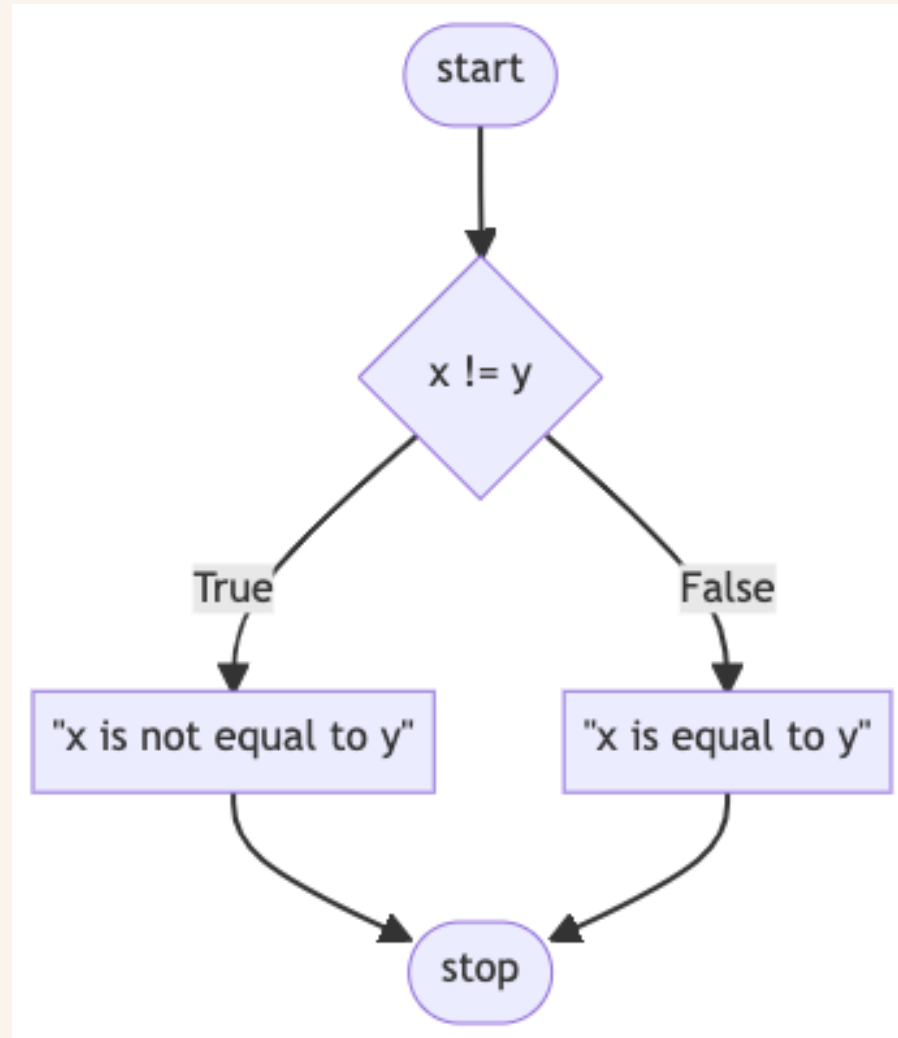 start
x != y
True
False
"x is not equal to y"
"x is equal to y"
stop